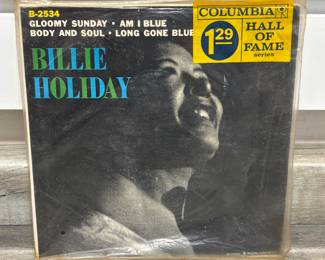 B-2534
GLOOMY SUNDAY • AM I BLUE
BODY AND SOUL • LONG GONE BLUE
BILLIE
HOLIDAY
COLUMBIA
1.29
HALL
OF
FAME
series